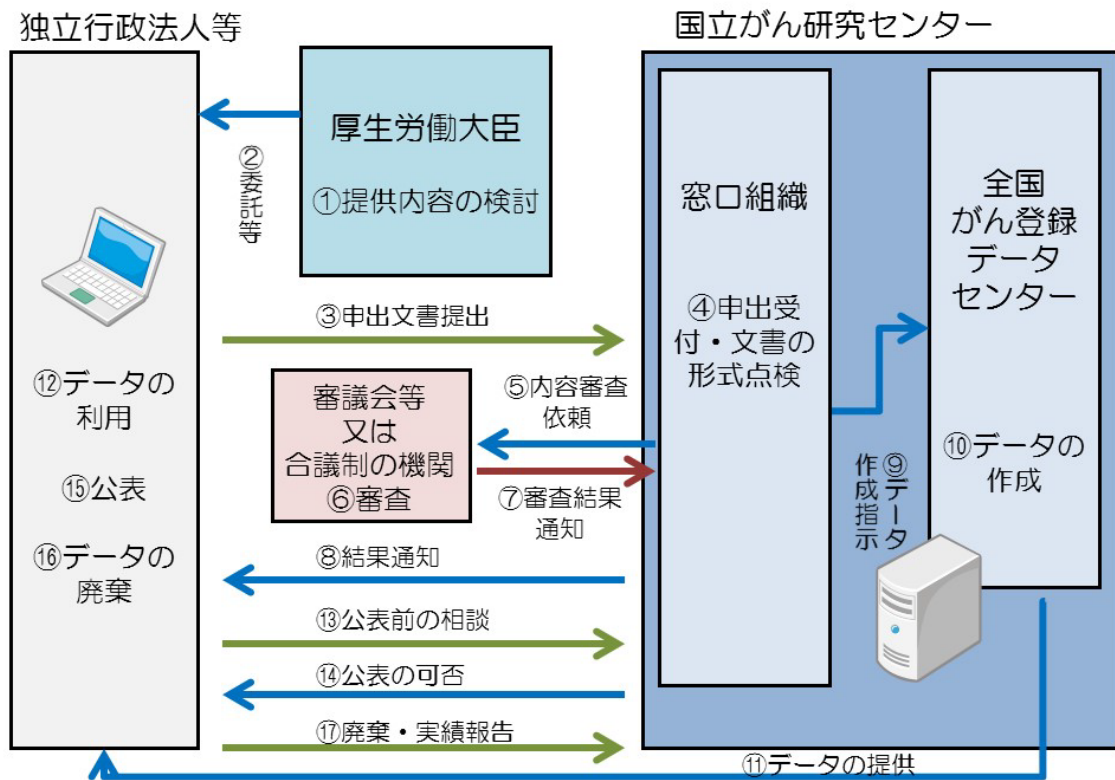 独立行政法人等
国立がん研究センター
厚生労働大臣
①提供内容の検討
②委託等
③申出文書提出
窓口組織
④申出受
付・文書の
形式点検
全国
がん登録
データ
センター
⑫データの
利用
⑮公表
⑯データの
廃棄
審議会等
又は
合議制の機関
⑥審査
⑤内容審査
依頼
⑦審査結果
通知
⑨データ
作成指示
⑩データの
作成
⑧結果通知
⑬公表前の相談
⑭公表の可否
⑰廃棄・実績報告
⑪データの提供